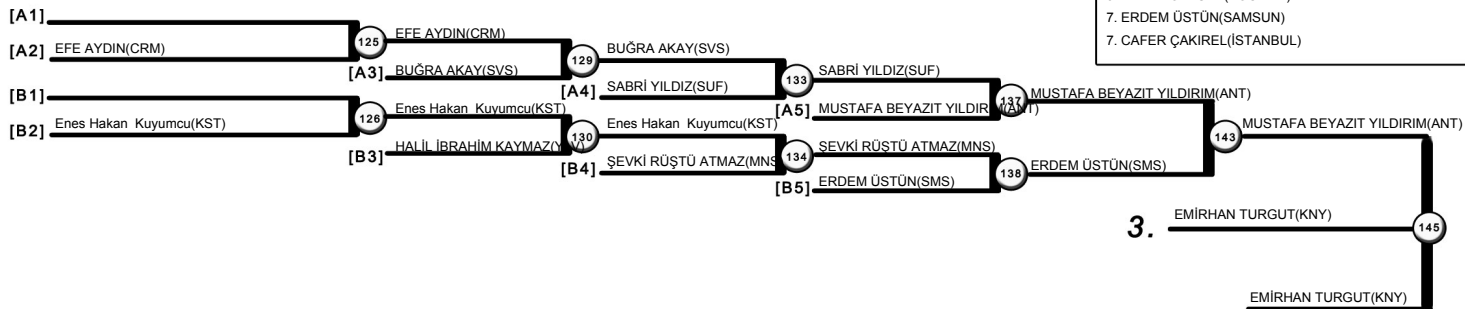 7. ERDEM ÜSTÜN(SAMSUN)
7. CAFER ÇAKIREL(İSTANBUL)
[A1]
[A2] EFE AYDIN(CRM)
125
EFE AYDIN(CRM)
[A3] BUĞRA AKAY(SVS)
129
BUĞRA AKAY(SVS)
[A4] SABRİ YILDIZ(SUF)
133
SABRİ YILDIZ(SUF)
[A5] MUSTAFA BEYAZIT YILDIRIM(ANT)
137
MUSTAFA BEYAZIT YILDIRIM(ANT)
[B1]
[B2] Enes Hakan Kuyumcu(KST)
126
Enes Hakan Kuyumcu(KST)
[B3] HALİL İBRAHİM KAYMAZ
130
Enes Hakan Kuyumcu(KST)
[B4] ŞEVKİ RÜŞTÜ ATMAZ(MNS
134
ŞEVKİ RÜŞTÜ ATMAZ(MNS)
[B5] ERDEM ÜSTÜN(SMS)
138
ERDEM ÜSTÜN(SMS)
143
MUSTAFA BEYAZIT YILDIRIM(ANT)
3. EMİRHAN TURGUT(KNY)
145
EMİRHAN TURGUT(KNY)